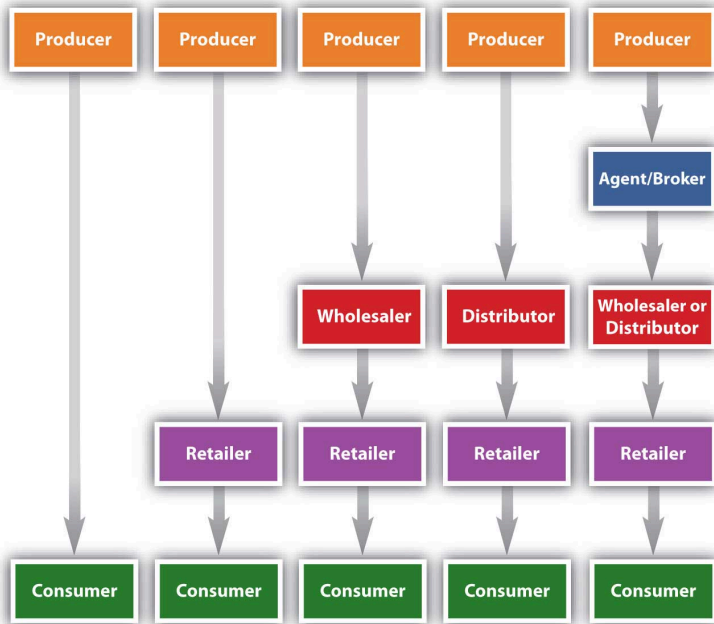 Producer
Producer
Producer
Producer
Producer
Agent/Broker
Wholesaler
Distributor
Wholesaler or
Distributor
Retailer
Retailer
Retailer
Retailer
Consumer
Consumer
Consumer
Consumer
Consumer